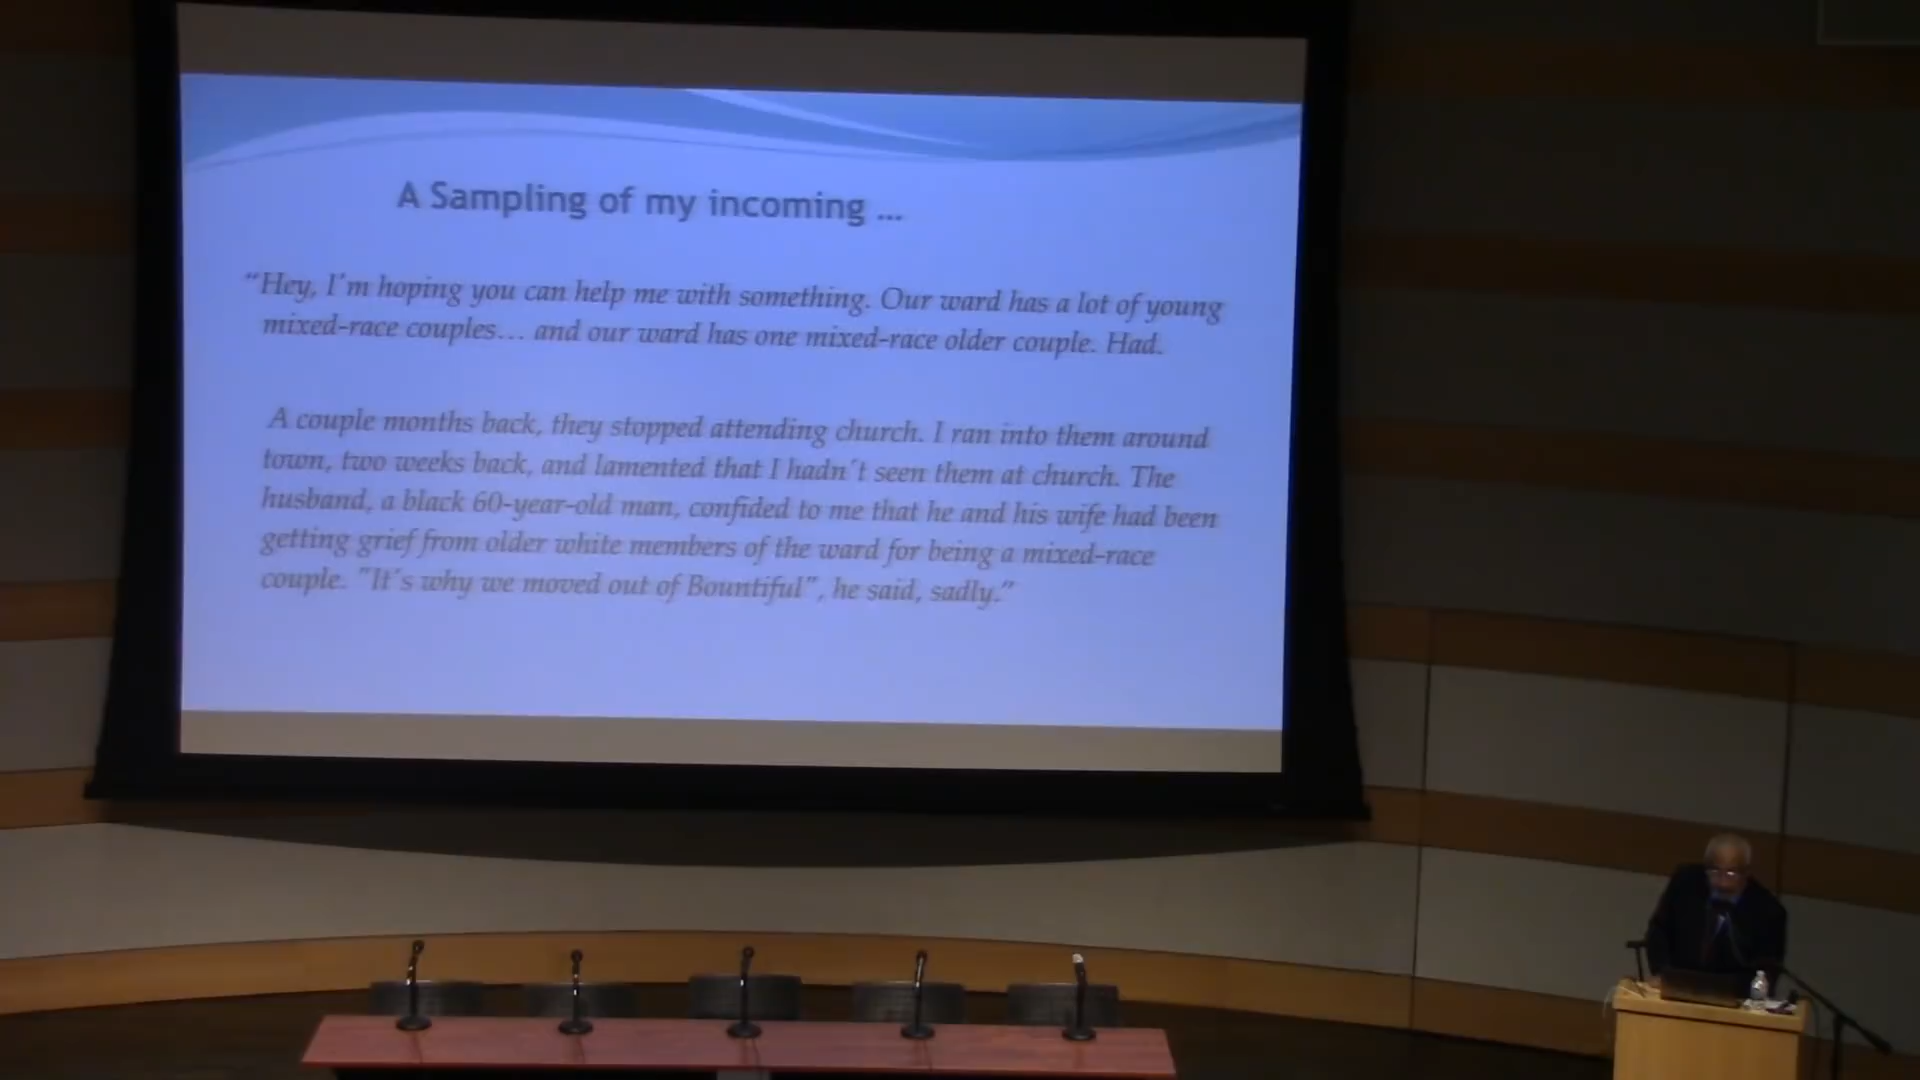 A Sampling of my incoming ...
“Hey, I'm hoping you can help me with something. Our ward has a lot of young
mixed-race couples... and our ward has one mixed-race older couple. Had.
A couple months back, they stopped attending church. I ran into them around
town, two weeks back, and lamented that I hadn't seen them at church. The
husband, a black 60-year-old man, confided to me that he and his wife had been
getting grief from older white members of the ward for being a mixed-race
couple. "It's why we moved out of Bountiful", he said, sadly.”